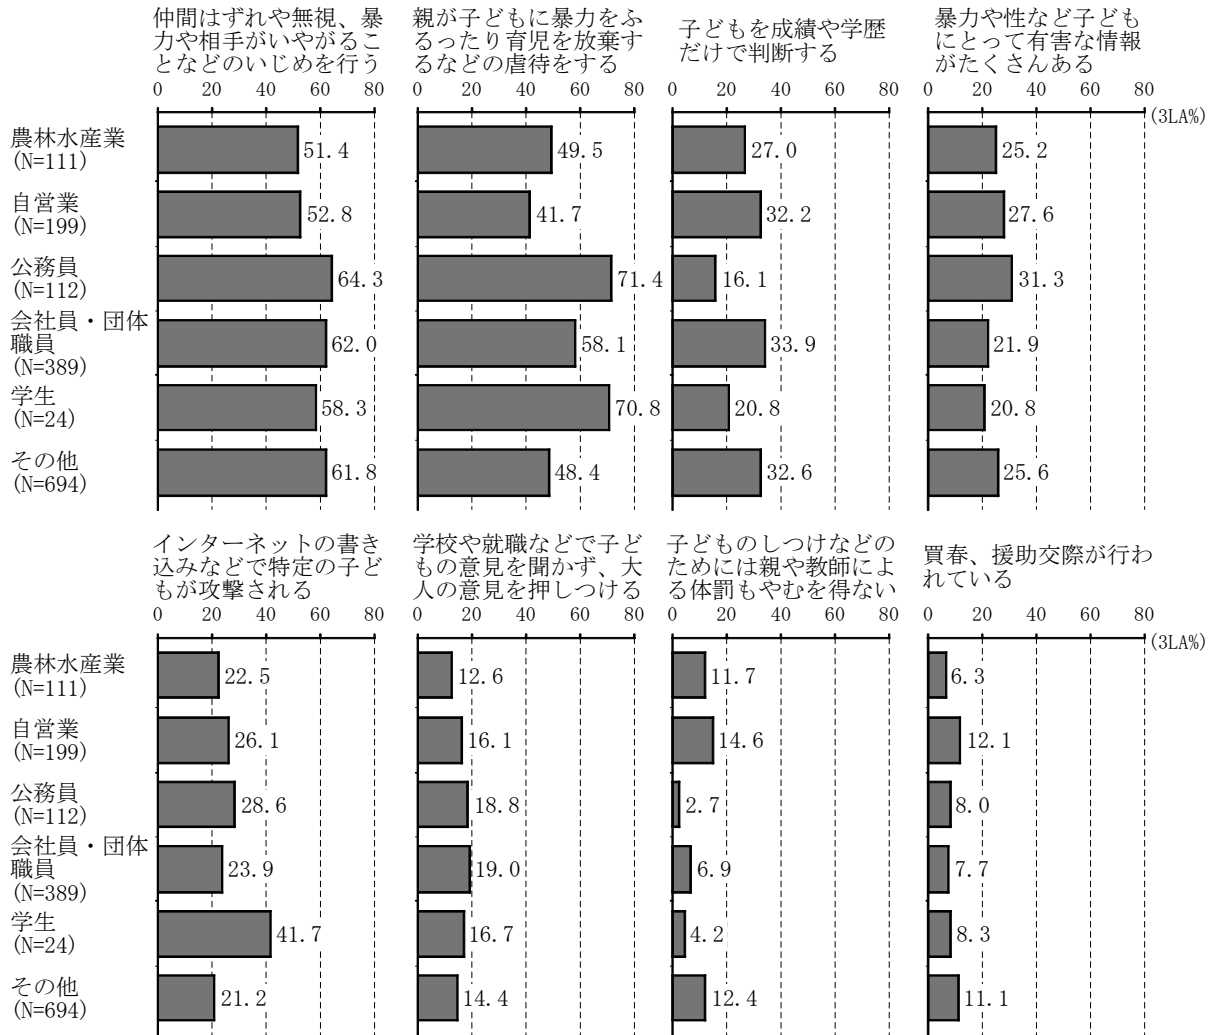 仲間はずれや無視、暴
力や相手がいやがるこ
となどのいじめを行う
親が子どもに暴力をふ
るったり育児を放棄す
るなどの虐待をする
子どもを成績や学歴
だけで判断する
暴力や性など子ども
にとって有害な情報
がたくさんある
0 20 40 60 80
0 20 40 60 80
0 20 40 60 80
0 20 40 60 80
(3LA%)
農林水産業
(N=111)
51.4
49.5
27.0
25.2
自営業
(N=199)
52.8
41.7
32.2
27.6
公務員
(N=112)
64.3
71.4
16.1
31.3
会社員・団体
職員
(N=389)
62.0
58.1
33.9
21.9
学生
(N=24)
58.3
70.8
20.8
20.8
その他
(N=694)
61.8
48.4
32.6
25.6
インターネットの書き
込みなどで特定の子ど
もが攻撃される
学校や就職などで子ど
もの意見を聞かず、大
人の意見を押しつける
子どものしつけなどの
ためには親や教師によ
る体罰もやむを得ない
買春、援助交際が行わ
れている
0 20 40 60 80
0 20 40 60 80
0 20 40 60 80
0 20 40 60 80
(3LA%)
農林水産業
(N=111)
22.5
12.6
11.7
6.3
自営業
(N=199)
26.1
16.1
14.6
12.1
公務員
(N=112)
28.6
18.8
2.7
8.0
会社員・団体
職員
(N=389)
23.9
19.0
6.9
7.7
学生
(N=24)
41.7
16.7
4.2
8.3
その他
(N=694)
21.2
14.4
12.4
11.1